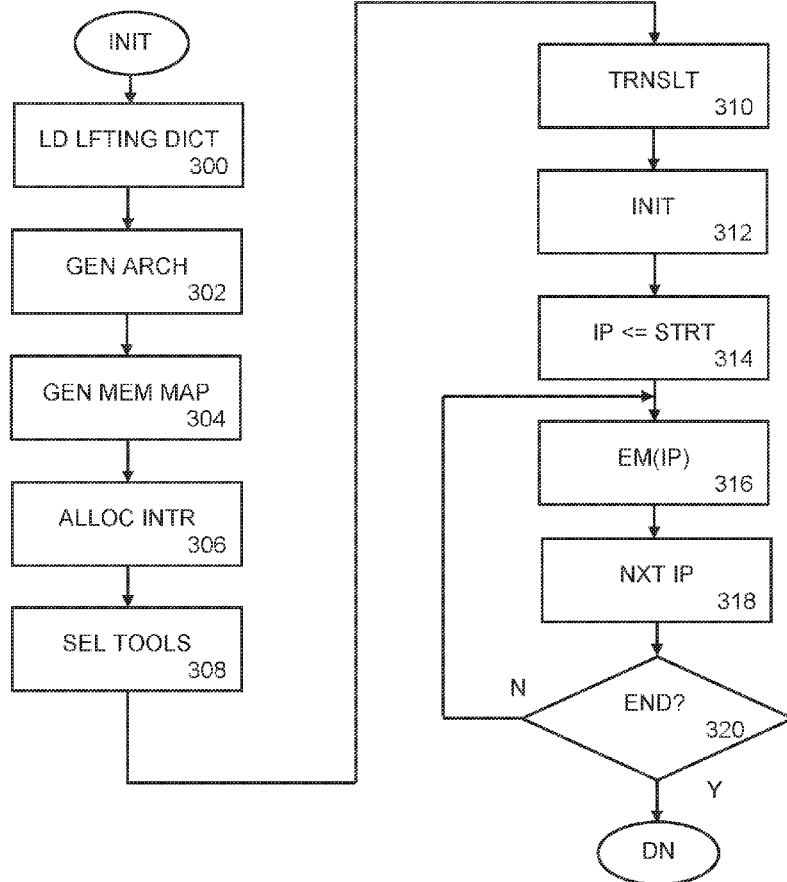 INIT
LD LFTING DICT
300
GEN ARCH
302
GEN MEM MAP
304
ALLOC INTR
306
SEL TOOLS
308
TRNSLT
310
INIT
312
IP <= STRT
314
EM(IP)
316
NXT IP
318
END?
320
N
Y
DN